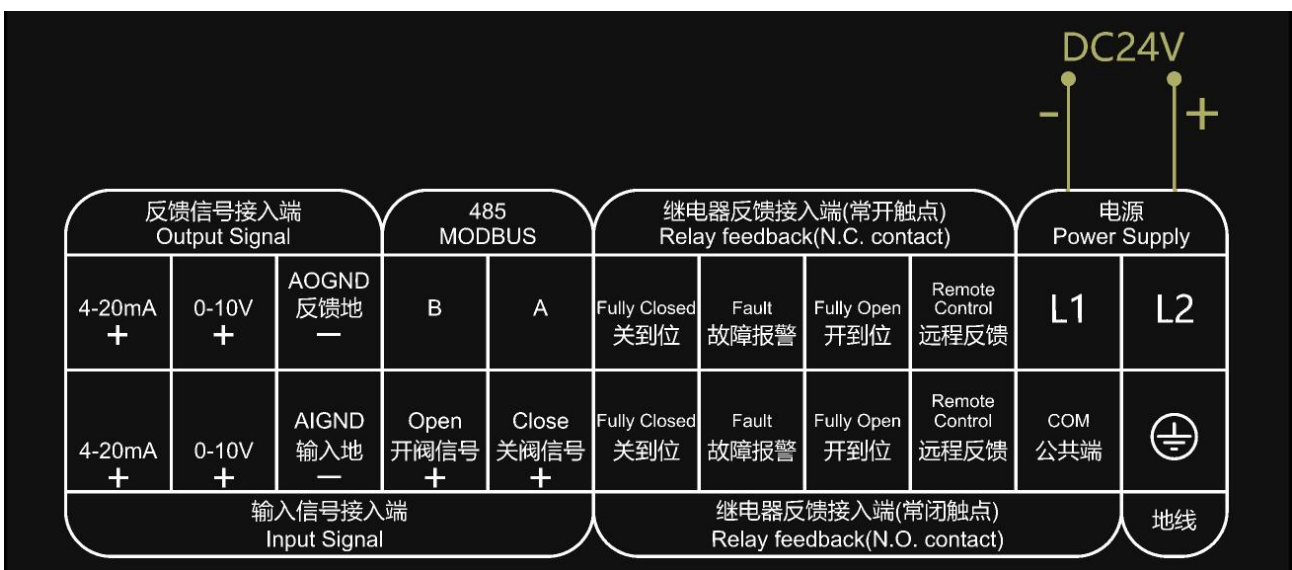 DC24V
- +
反馈信号接入端
Output Signal
485
MODBUS
继电器反馈接入端(常开触点)
Relay feedback(N.C. contact)
电源
Power Supply
4-20mA
+
0-10V
+
AOGND
反馈地
—
B
A
Fully Closed
关到位
Fault
故障报警
Fully Open
开到位
Remote
Control
远程反馈
L1
L2
4-20mA
+
0-10V
+
AIGND
输入地
—
Open
开阀信号
+
Close
关阀信号
+
Fully Closed
关到位
Fault
故障报警
Fully Open
开到位
Remote
Control
远程反馈
COM
公共端
输入信号接入端
Input Signal
继电器反馈接入端(常闭触点)
Relay feedback(N.O. contact)
地线